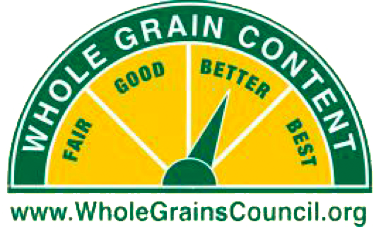 WHOLE GRAIN CONTENT
FAIR
GOOD
BETTER
BEST
www.WholeGrainsCouncil.org